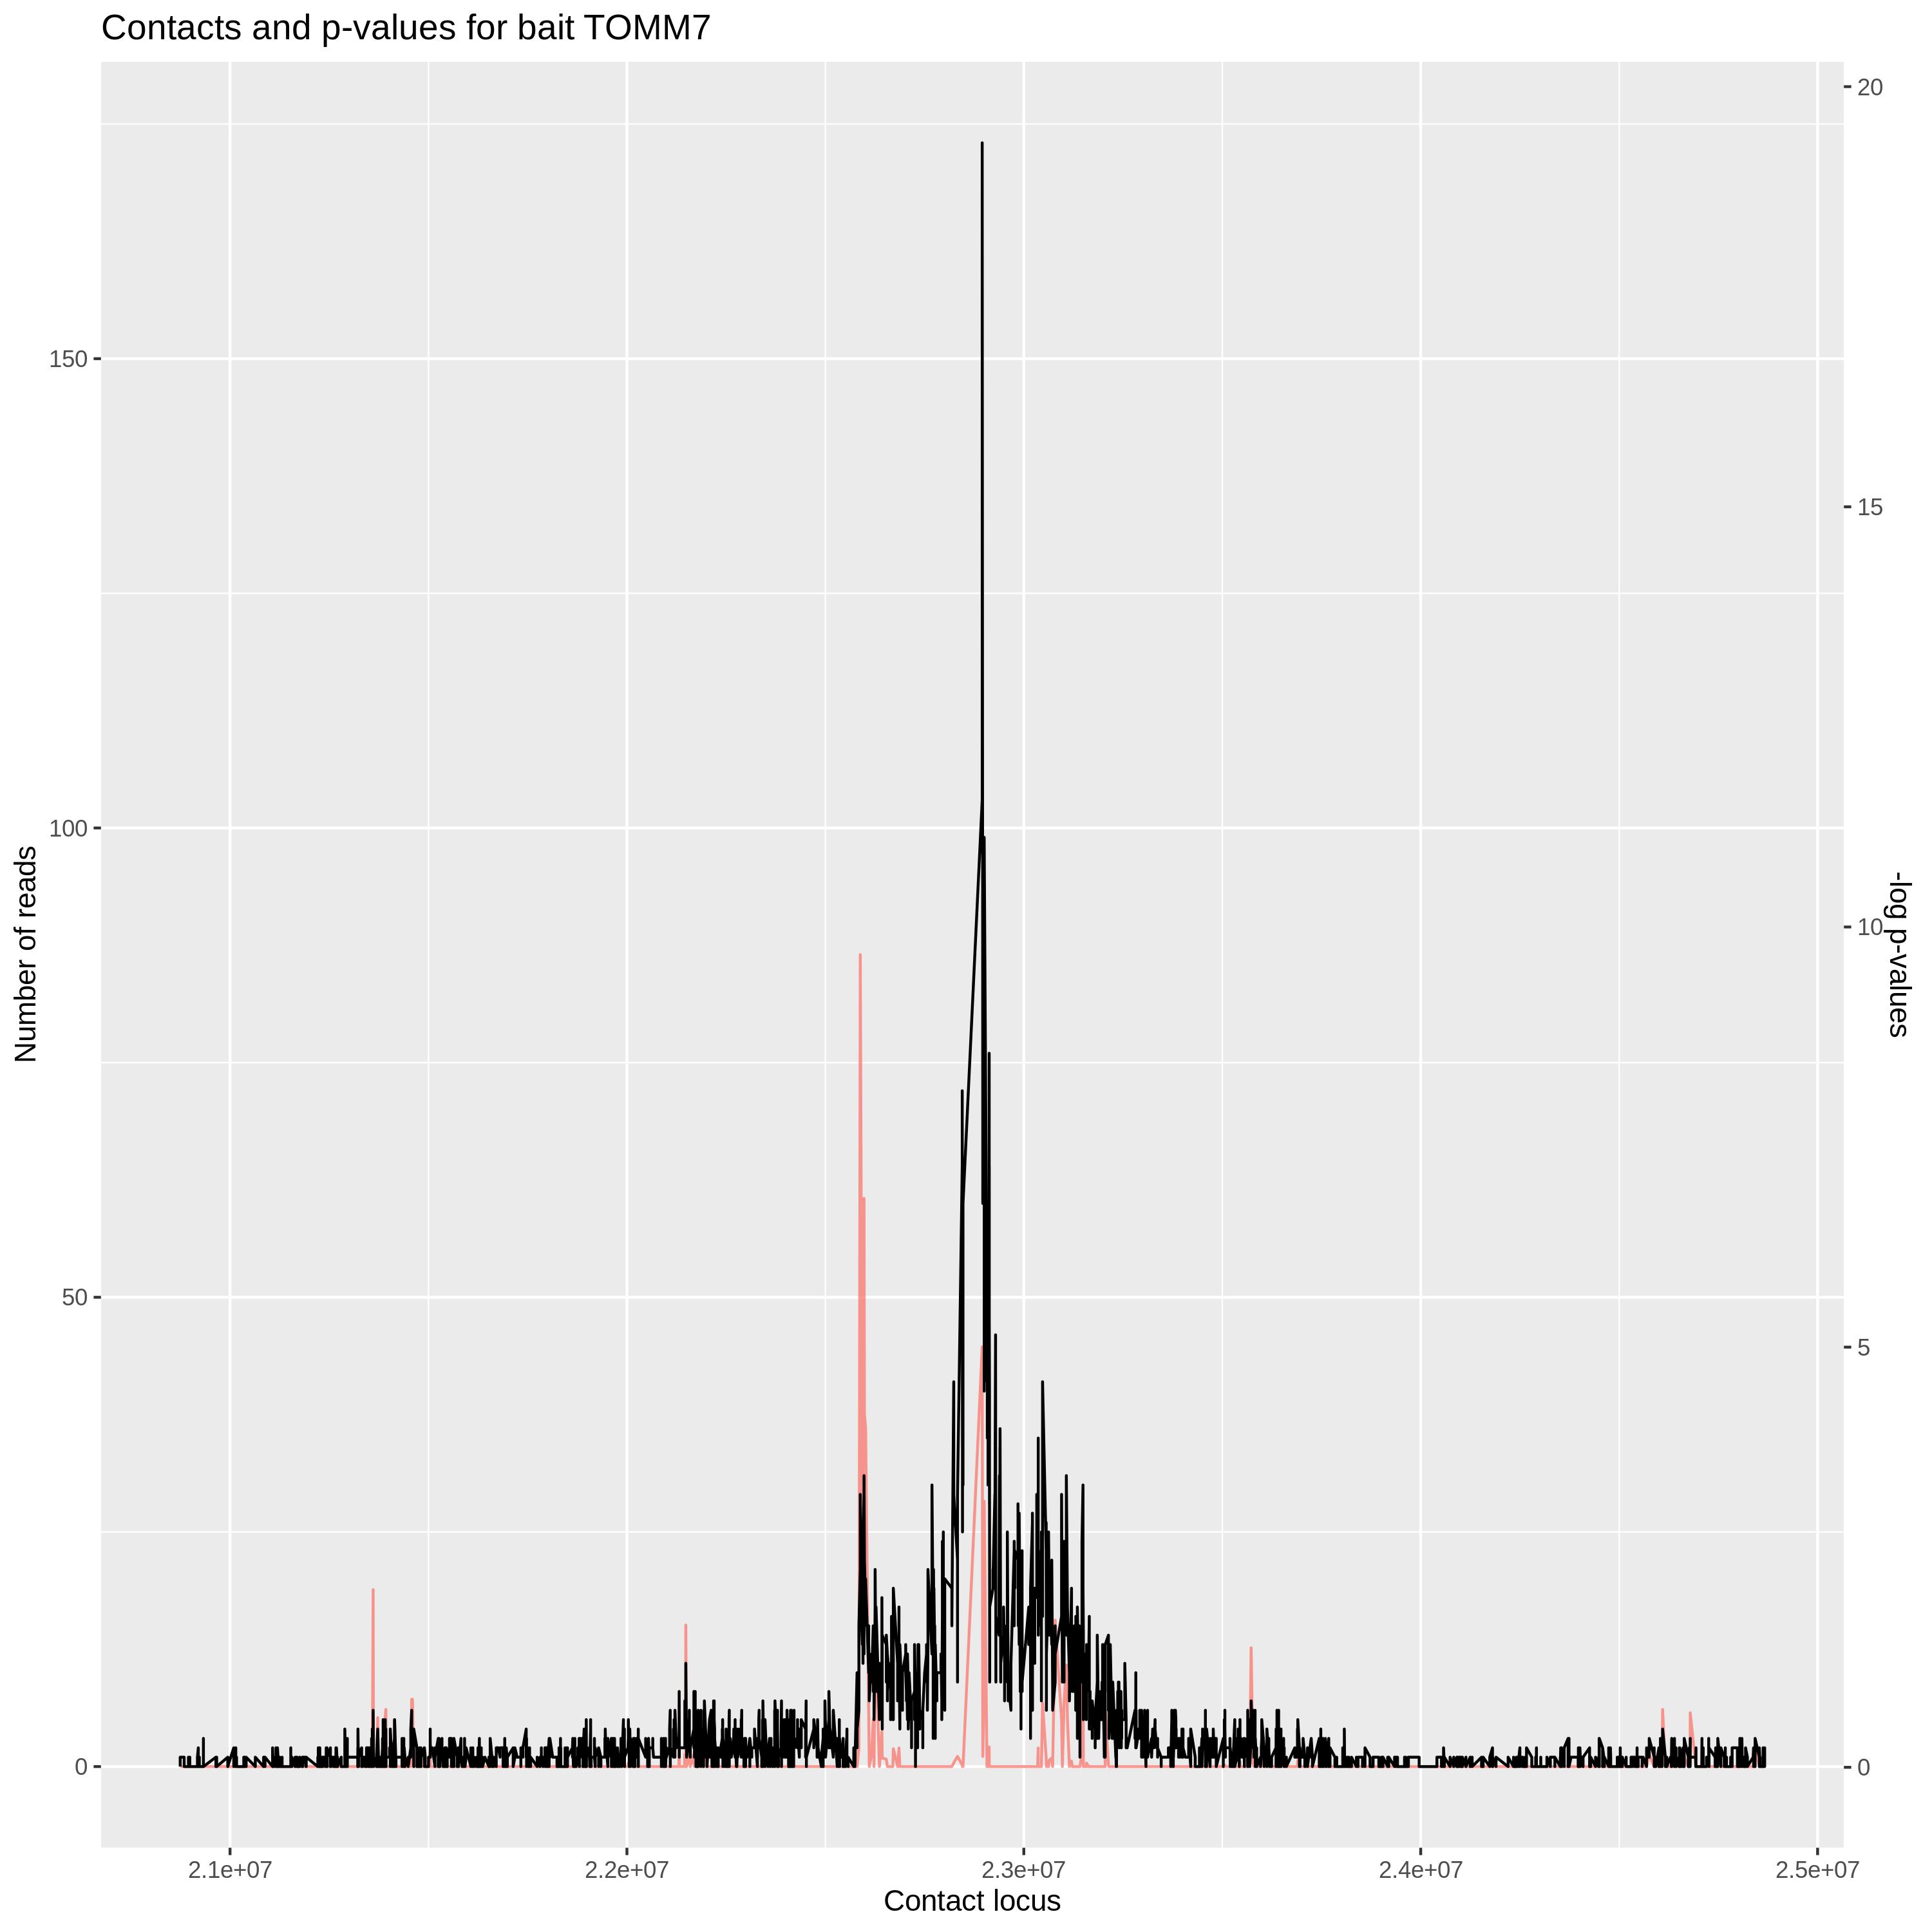 Contacts and p-values for bait TOMM7
20
150
15
100
10
50
5
0
0
Number of reads
-log p-values
2.1e+07
2.2e+07
2.3e+07
2.4e+07
2.5e+07
Contact locus